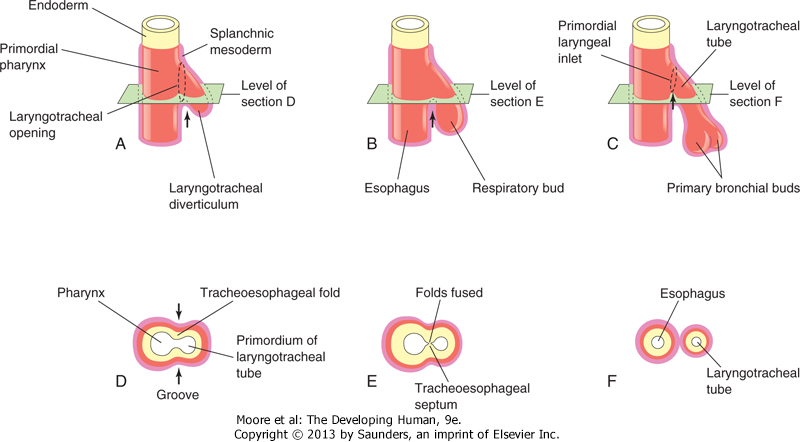 Endoderm
Splanchnic
mesoderm
Primordial
pharynx
Level of
section D
Laryngotracheal
opening
A
Laryngotracheal
diverticulum
Level of
section E
B
Esophagus
Respiratory bud
Primordial
laryngeal
inlet
Laryngotracheal
tube
Level of
section F
C
Primary bronchial buds
Pharynx
Tracheoesophageal fold
Primordium of
laryngotracheal
tube
D
Groove
Folds fused
E
Tracheoesophageal
septum
Esophagus
F
Laryngotracheal
tube
Moore et al: The Developing Human, 9e.
Copyright © 2013 by Saunders, an imprint of Elsevier Inc.